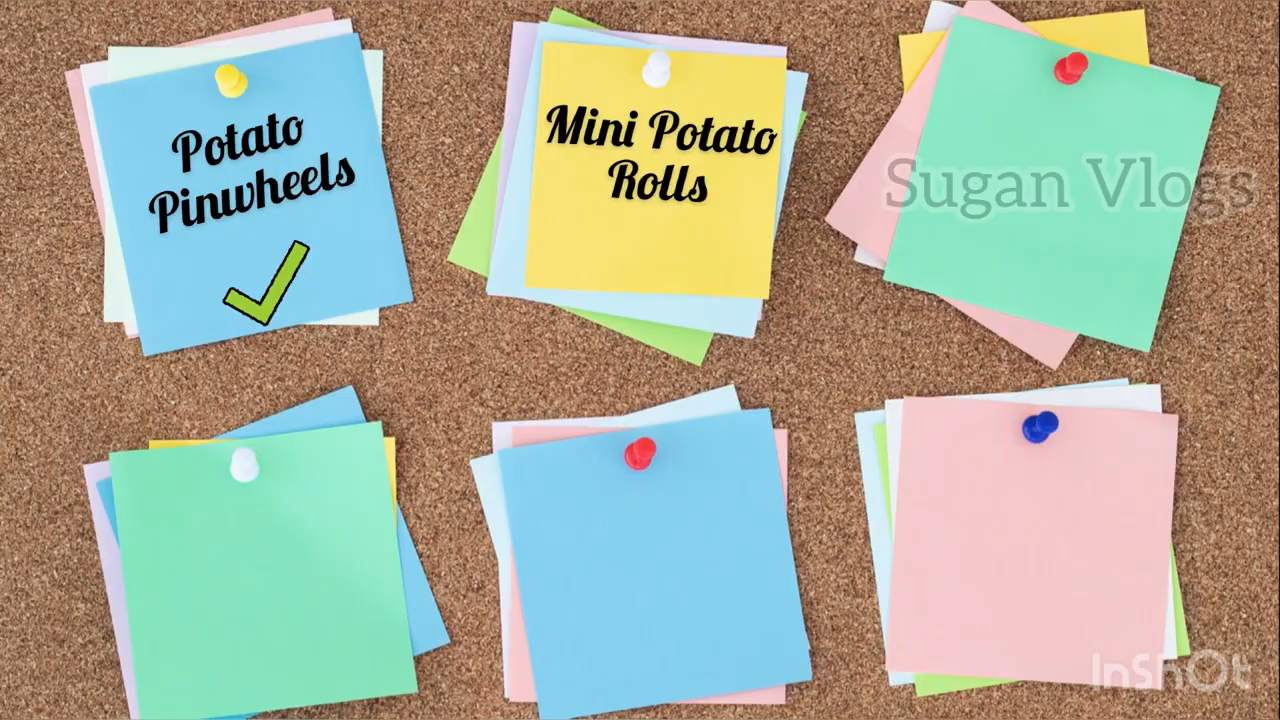 Potato
Pinwheels
Mini Potato
Rolls
Sugan Vlogs
InShOt